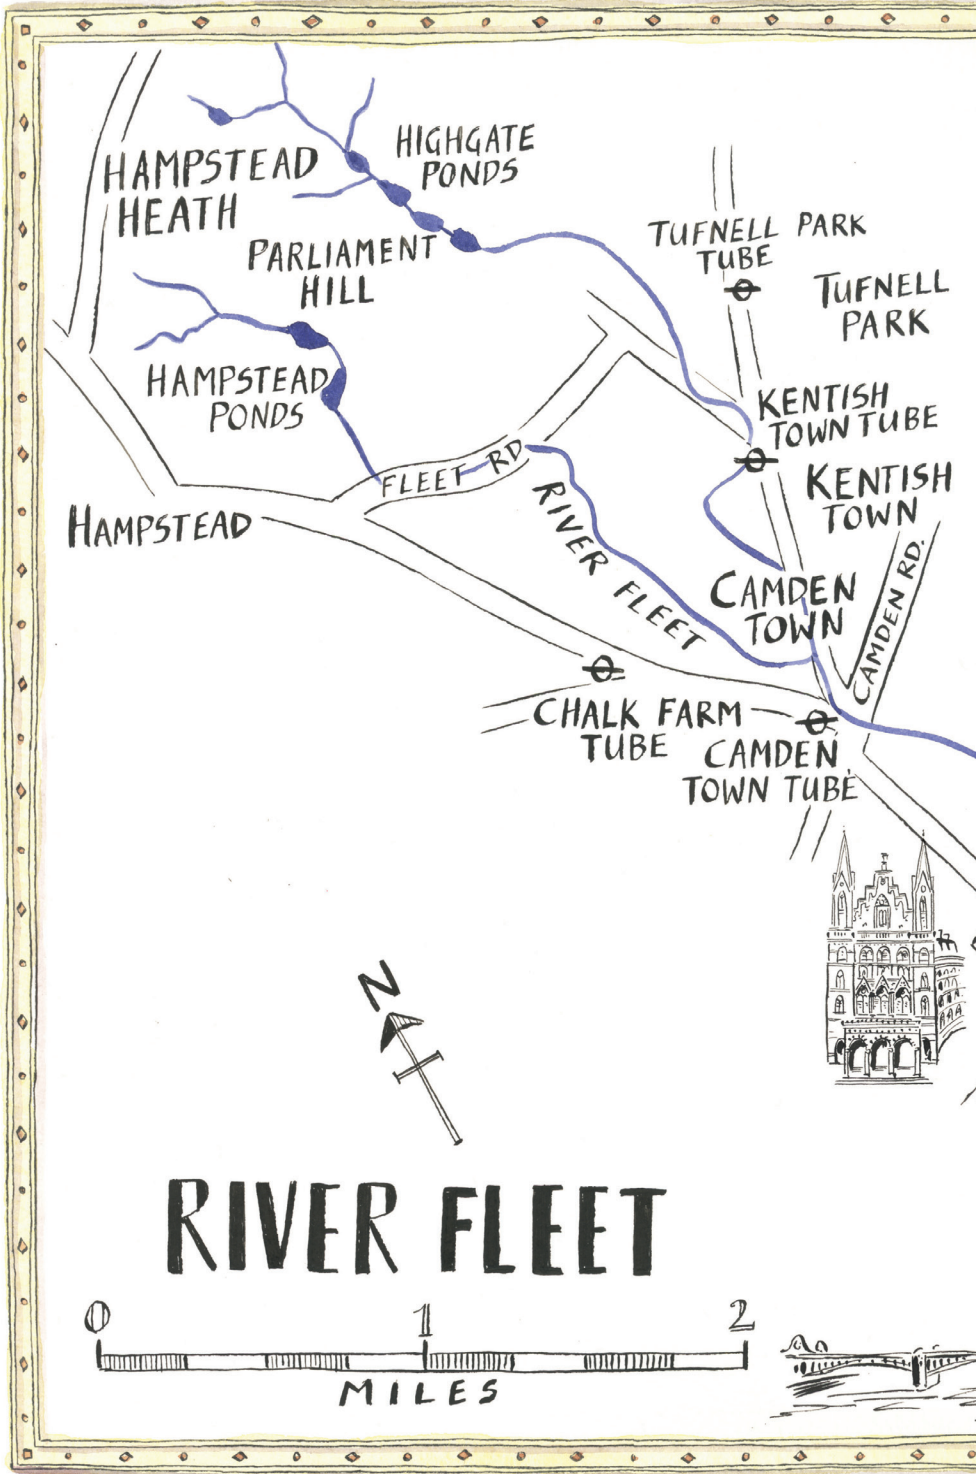 HIGHGATE
PONDS
HAMPSTEAD
HEATH
PARLIAMENT
HILL
TUFNELL PARK
TUBE
TUFNELL
PARK
HAMPSTEAD
PONDS
KENTISH
TOWN TUBE
FLEET RD
KENTISH
TOWN
RIVER FLEET
HAMPSTEAD
CAMDEN RD.
CAMDEN
TOWN
CHALK FARM
TUBE
CAMDEN
TOWN TUBE
N
RIVER FLEET
0 1 2
MILES